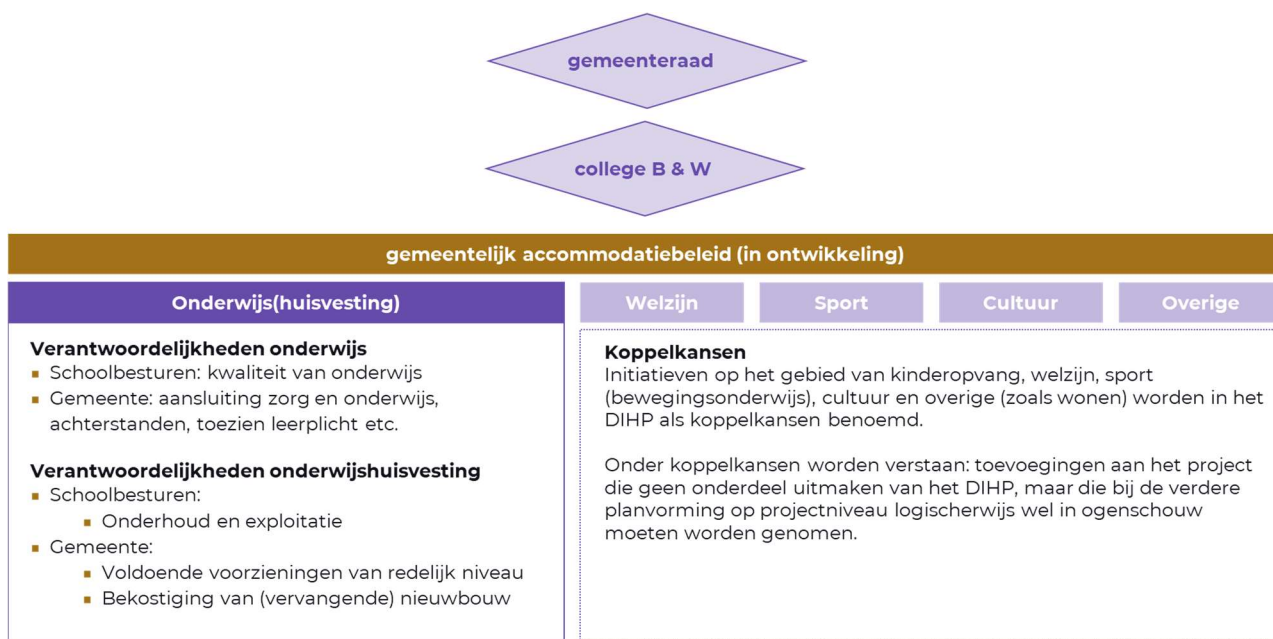 gemeenteraad
college B & W
gemeentelijk accommodatiebeleid (in ontwikkeling)
Onderwijs(huisvesting)
Welzijn
Sport
Cultuur
Overige
Verantwoordelijkheden onderwijs
Schoolbesturen: kwaliteit van onderwijs
Gemeente: aansluiting zorg en onderwijs,
achterstanden, toezien leerplicht etc.
Verantwoordelijkheden onderwijshuisvesting
Schoolbesturen:
Onderhoud en exploitatie
Gemeente:
Voldoende voorzieningen van redelijk niveau
Bekostiging van (vervangende) nieuwbouw
Koppelkansen
Initiatieven op het gebied van kinderopvang, welzijn, sport
(bewegingsonderwijs), cultuur en overige (zoals wonen) worden in het
DIHP als koppelkansen benoemd.
Onder koppelkansen worden verstaan: toevoegingen aan het project
die geen onderdeel uitmaken van het DIHP, maar die bij de verdere
planvorming op projectniveau logischerwijs wel in ogenschouw
moeten worden genomen.